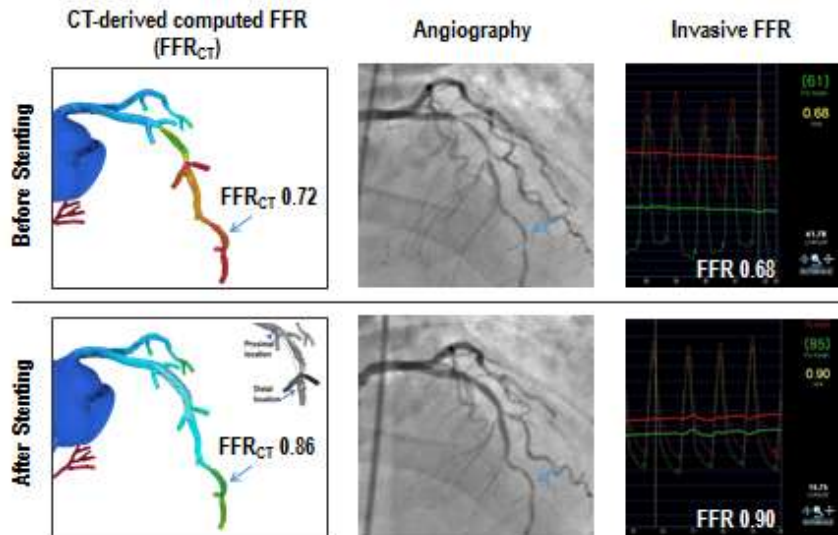 CT-derived computed FFR
(FFRCT)
Angiography
Invasive FFR
Before Stenting
FFRCT 0.72
(61)
0.68
FFR 0.68
After Stenting
Proximal
location
Distal
location
FFRCT 0.86
(85)
0.90
FFR 0.90